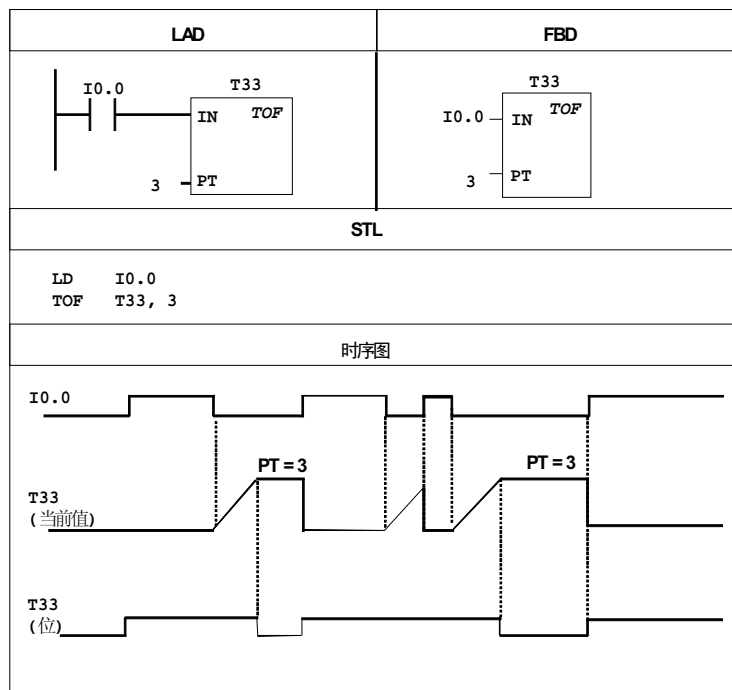 LAD
FBD
I0.0
T33
IN TOF
3 PT
T33
I0.0 IN TOF
3 PT
STL
LD I0.0
TOF T33, 3
时序图
I0.0
PT = 3
PT = 3
T33
(当前值)
T33
(位)